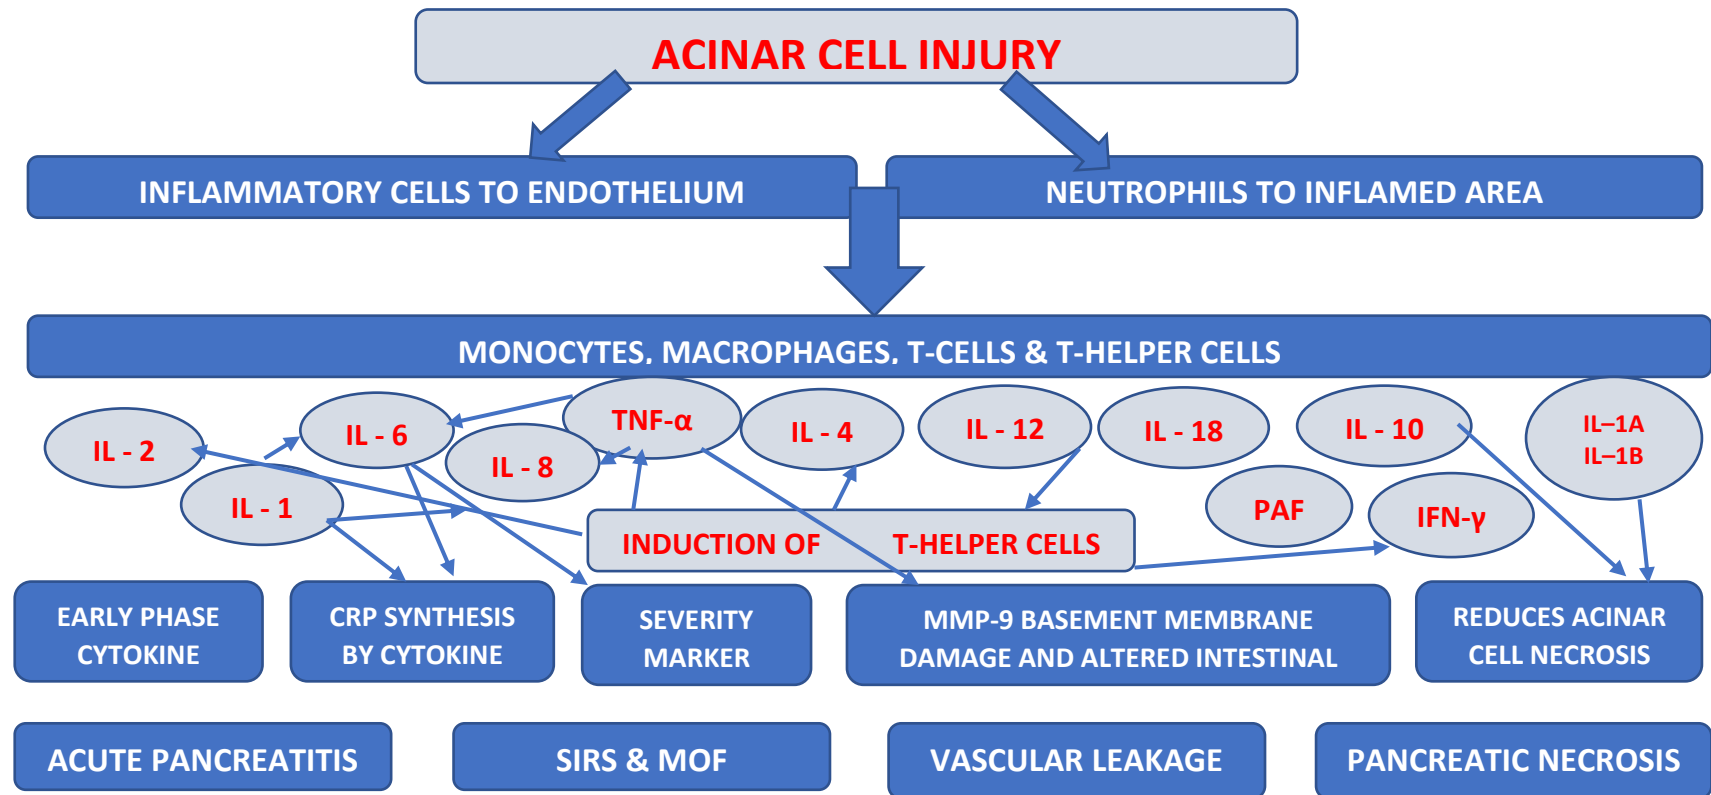 ACINAR CELL INJURY
INFLAMMATORY CELLS TO ENDOTHELIUM
NEUTROPHILS TO INFLAMED AREA
MONOCYTES, MACROPHAGES, T-CELLS & T-HELPER CELLS
IL - 2
IL - 6
IL - 1
IL - 8
TNF-α
IL - 4
IL - 12
IL - 18
IL - 10
IL–1A
IL–1B
PAF
IFN-γ
INDUCTION OF T-HELPER CELLS
EARLY PHASE
CYTOKINE
CRP SYNTHESIS
BY CYTOKINE
SEVERITY
MARKER
MMP-9 BASEMENT MEMBRANE
DAMAGE AND ALTERED INTESTINAL
REDUCES ACINAR
CELL NECROSIS
ACUTE PANCREATITIS
SIRS & MOF
VASCULAR LEAKAGE
PANCREATIC NECROSIS